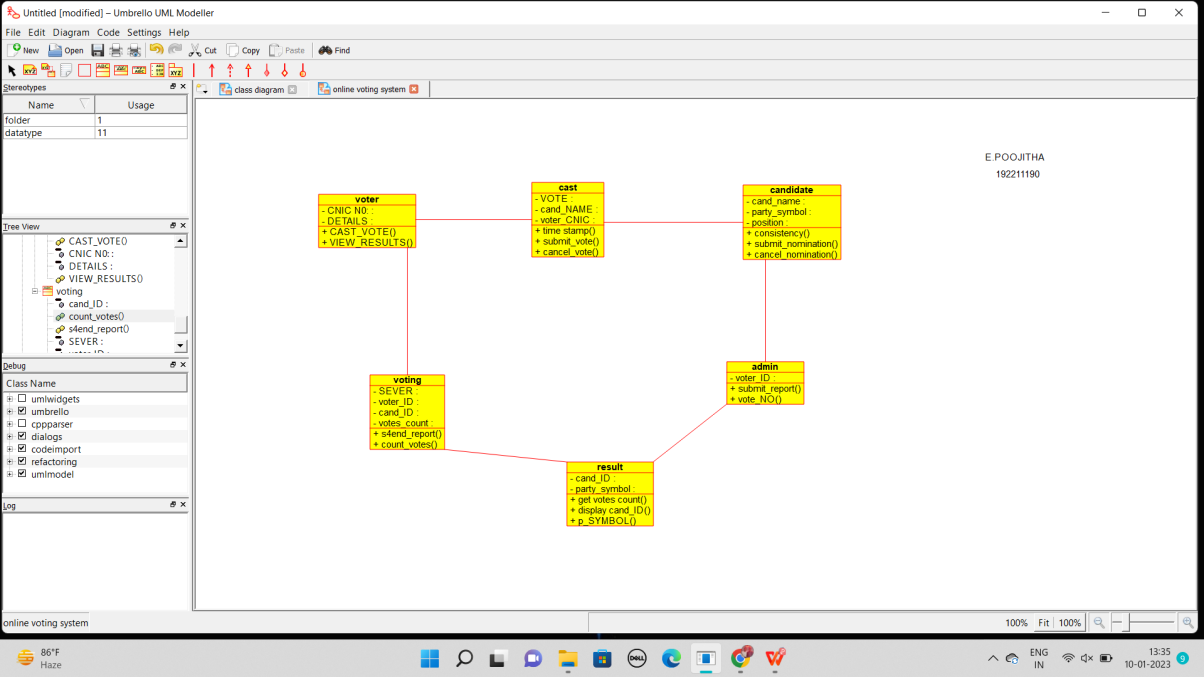 Untitled [modified] – Umbrello UML Modeller
File Edit Diagram Code Settings Help
New Open Cut Copy Paste Find
Stereotypes
Name Usage
folder 1
datatype 11
Tree View
CAST_VOTE()
CNIC N0: :
DETAILS :
VIEW_RESULTS()
voting
cand_ID :
count_votes()
s4end_report()
SEVER :
Debug
Class Name
umlwidgets
umbrello
cppparser
dialogs
codeimport
refactoring
umlmodel
Log
class diagram
online voting system
E.POOJITHA
192211190
voter
- CNIC N0: :
- DETAILS :
+ CAST_VOTE()
+ VIEW_RESULTS()
cast
- VOTE :
- cand_NAME :
- voter_CNIC :
+ time stamp()
+ submit_vote()
+ cancel_vote()
candidate
- cand_name :
- party_symbol :
- position :
+ consistency()
+ submit_nomination()
+ cancel_nomination()
voting
- SEVER :
- voter_ID :
- cand_ID :
- votes_count :
+ s4end_report()
+ count_votes()
admin
- voter_ID :
+ submit_report()
+ vote_NO()
result
- cand_ID :
- party_symbol :
+ get votes count()
+ display cand_ID()
+ p_SYMBOL()
online voting system
100% Fit 100%
86°F
Haze
DELL
ENG
IN
13:35
10-01-2023
9